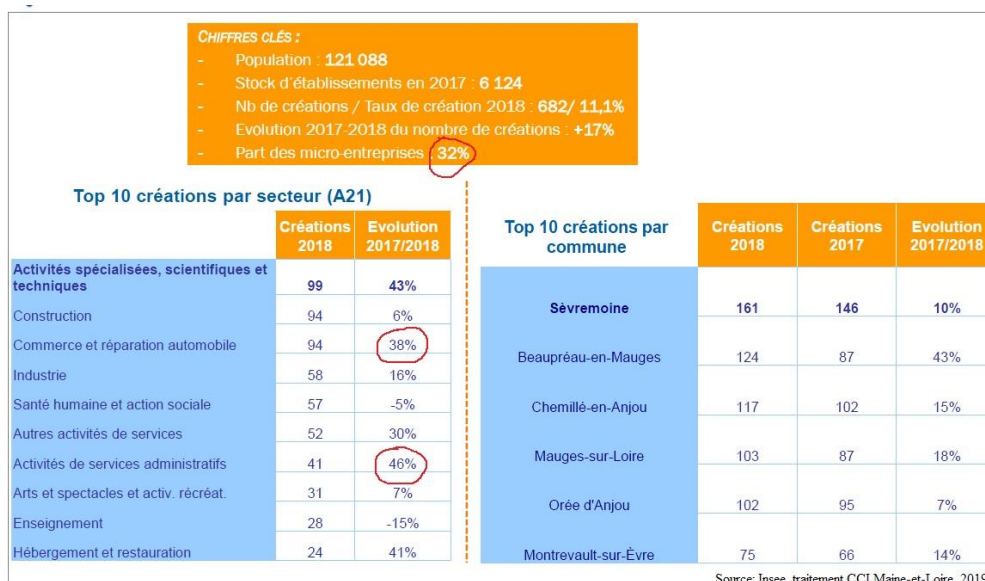 CHIFFRES CLÉS :
- Population : 121 088
- Stock d'établissements en 2017 : 6 124
- Nb de créations / Taux de création 2018 : 682/ 11,1%
- Evolution 2017-2018 du nombre de créations : +17%
- Part des micro-entreprises : 32%
Top 10 créations par secteur (A21)
Créations 2018 Evolution 2017/2018
Activités spécialisées, scientifiques et
techniques 99 43%
Construction 94 6%
Commerce et réparation automobile 94 38%
Industrie 58 16%
Santé humaine et action sociale 57 -5%
Autres activités de services 52 30%
Activités de services administratifs 41 46%
Arts et spectacles et activ. récréat. 31 7%
Enseignement 28 -15%
Hébergement et restauration 24 41%
Top 10 créations par
commune
Créations 2018 Créations 2017 Evolution 2017/2018
Sèvremoine 161 146 10%
Beaupréau-en-Mauges 124 87 43%
Chemillé-en-Anjou 117 102 15%
Mauges-sur-Loire 103 87 18%
Orée d'Anjou 102 95 7%
Montrevault-sur-Èvre 75 66 14%
Source: Insee, traitement CCI Maine-et-Loire, 2019